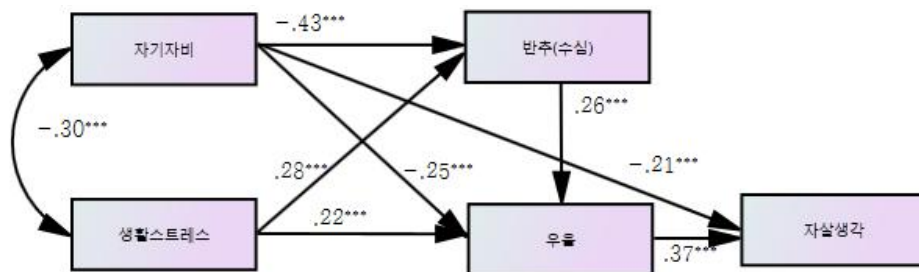 -.43***
자기자비
반추(수심)
.26***
-.30***
.28***
-.25***
-.21***
생활스트레스
.22***
우울
.37***
자살생각